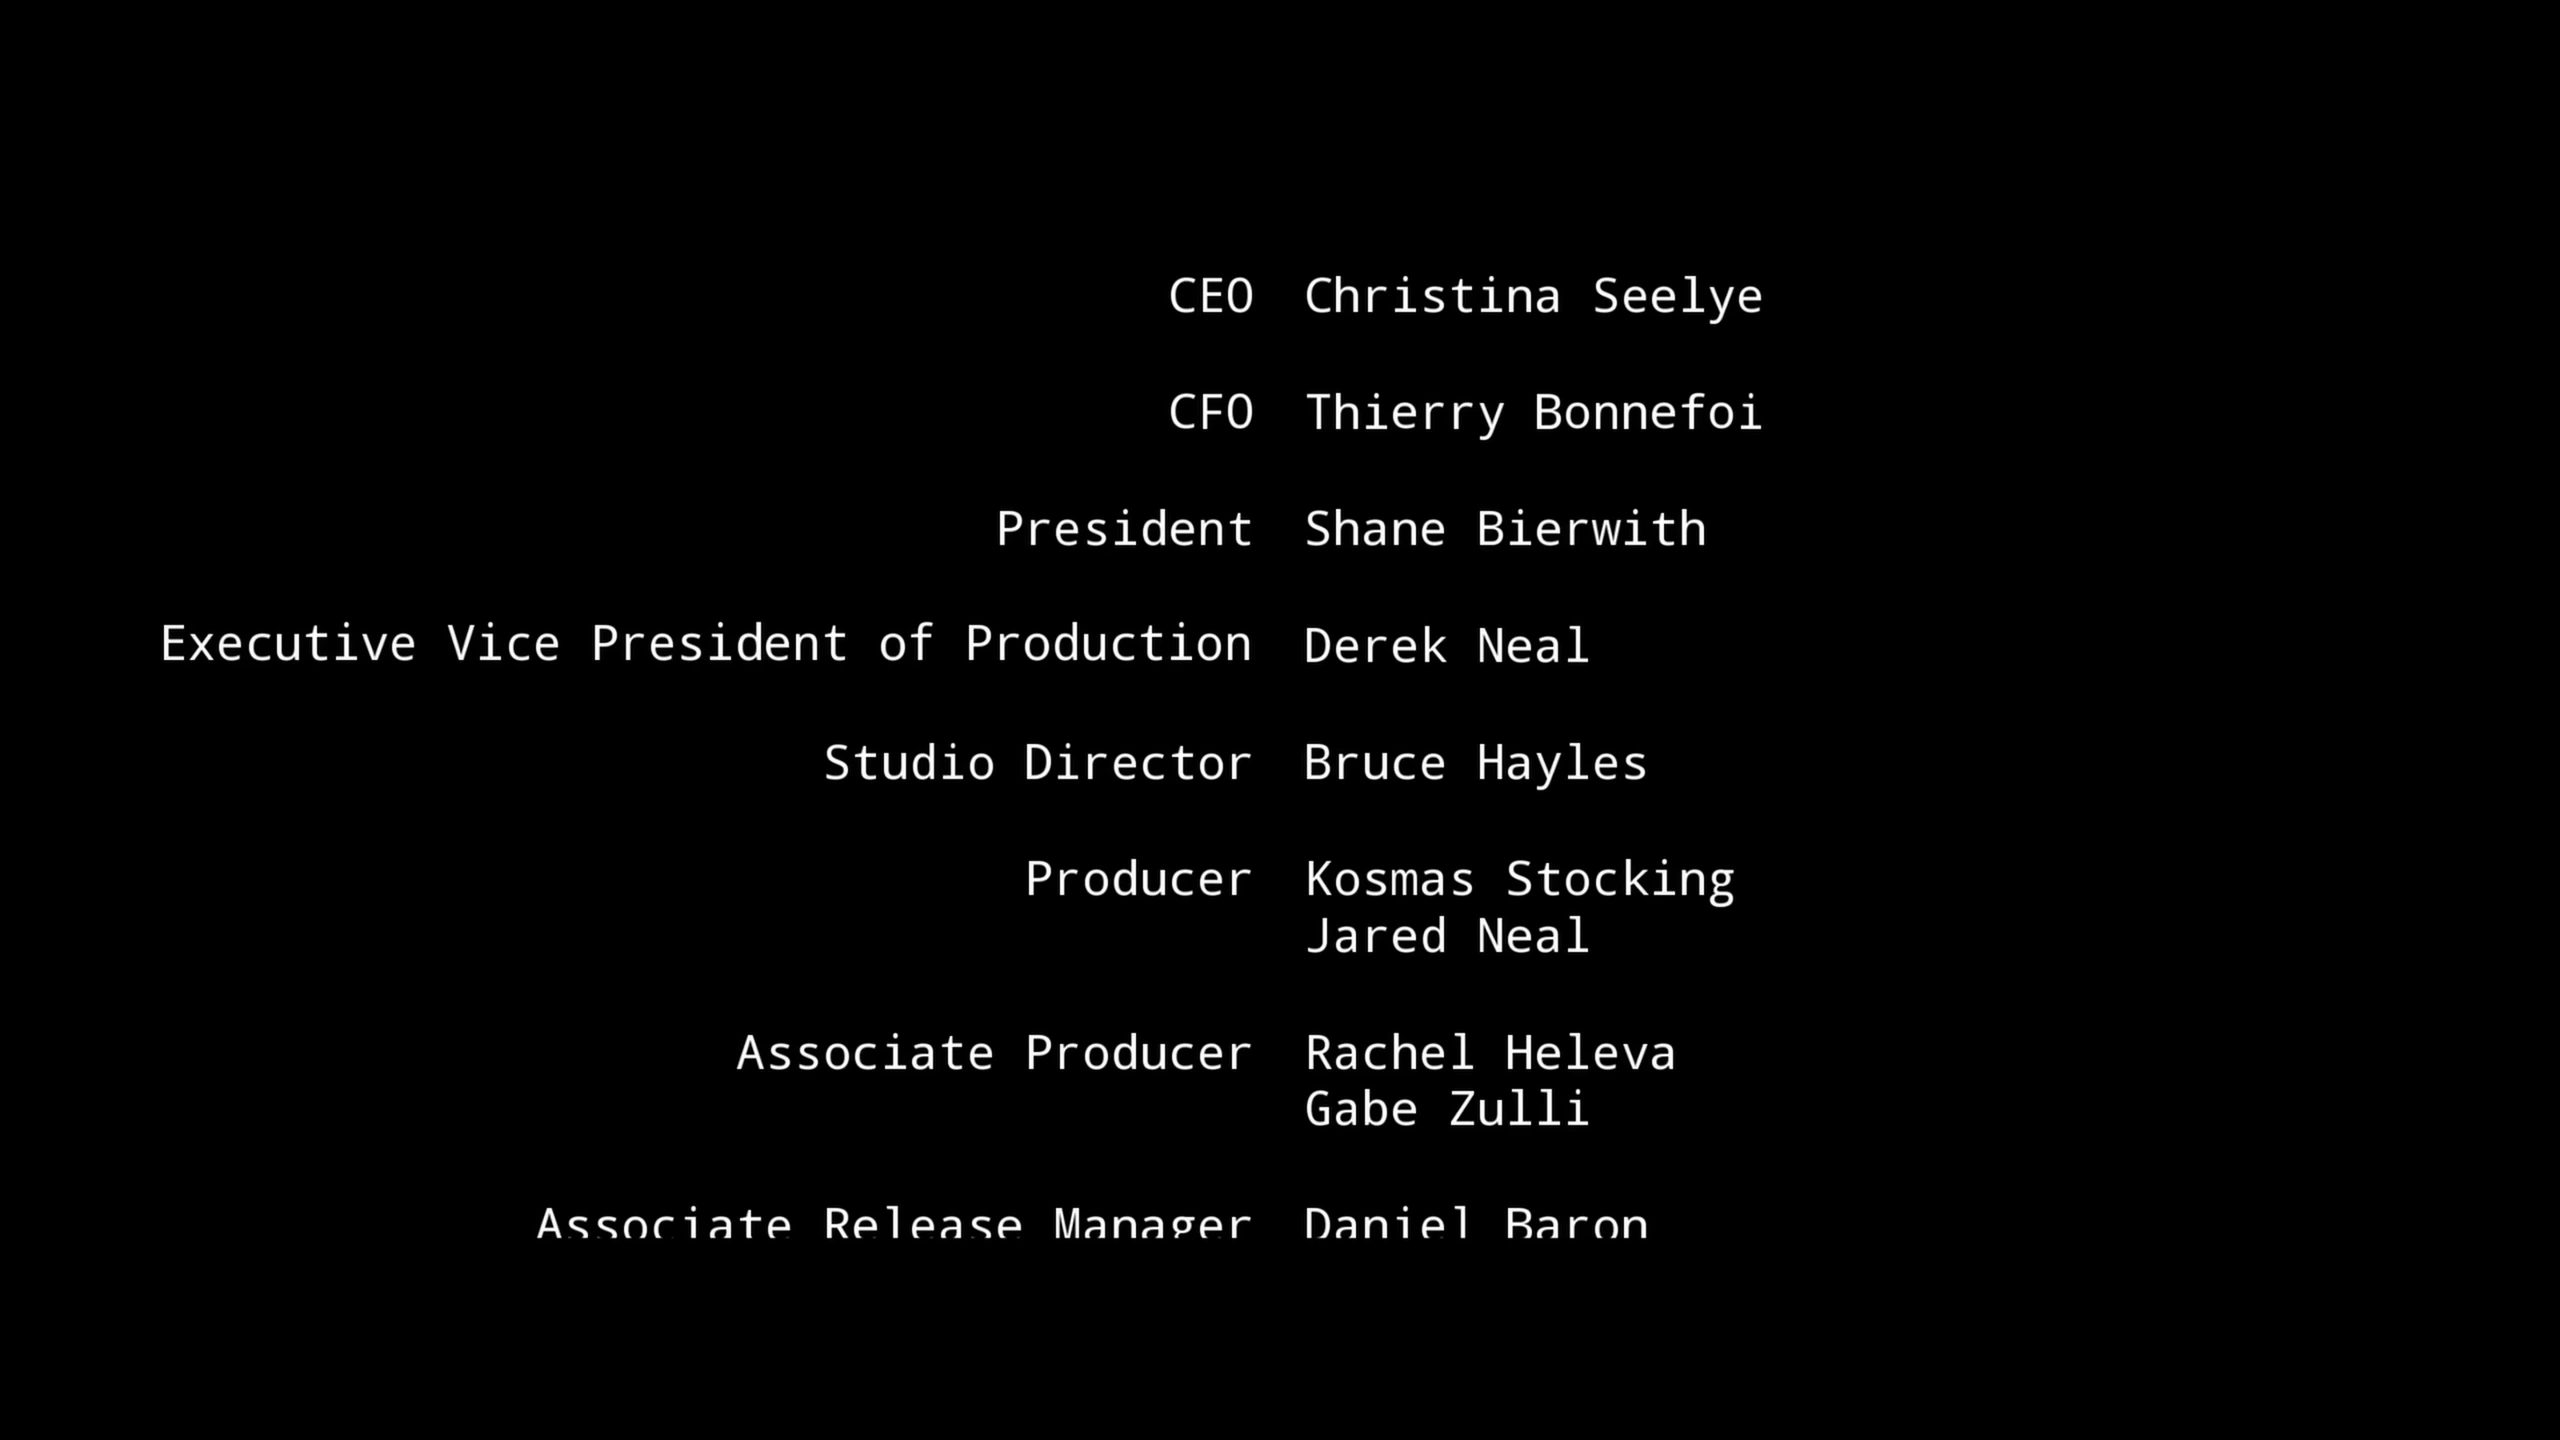 CEO Christina Seelye
CFO Thierry Bonnefoi
President Shane Bierwith
Executive Vice President of Production Derek Neal
Studio Director Bruce Hayles
Producer Kosmas Stocking
Jared Neal
Associate Producer Rachel Heleva
Gabe Zulli
Associate Release Manager Daniel Baron